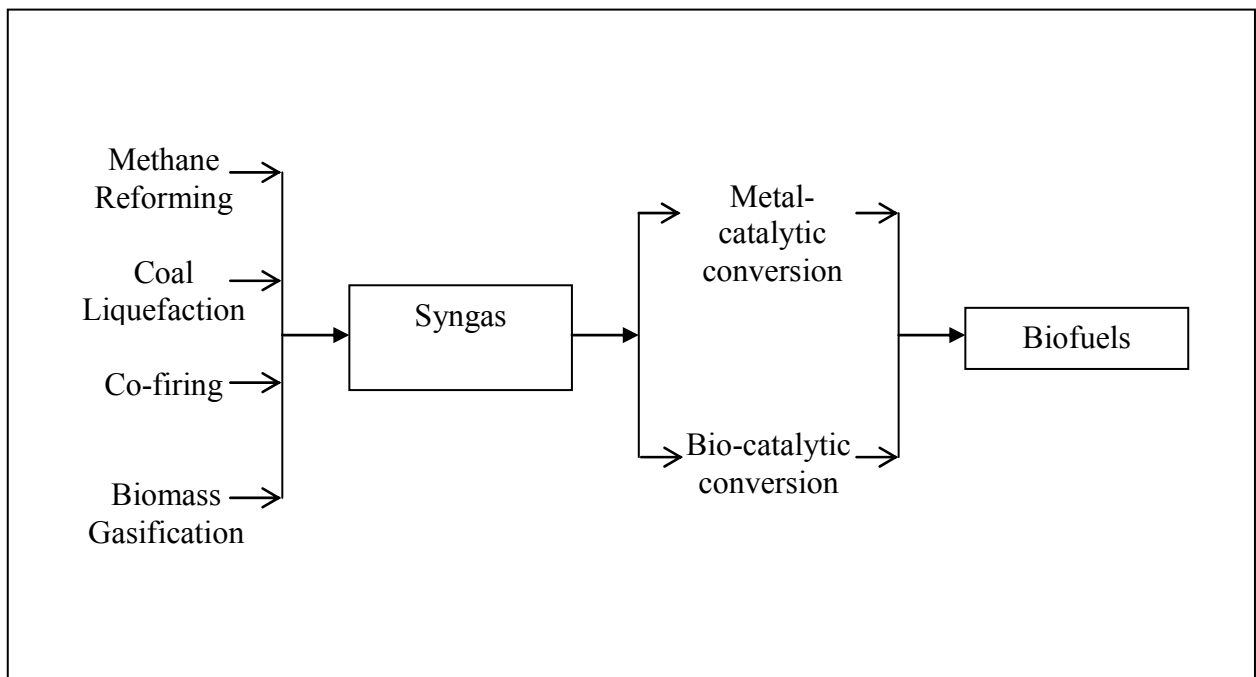 Methane
Reforming
Coal
Liquefaction
Co-firing
Biomass
Gasification
Syngas
Metal-
catalytic
conversion
Bio-catalytic
conversion
Biofuels